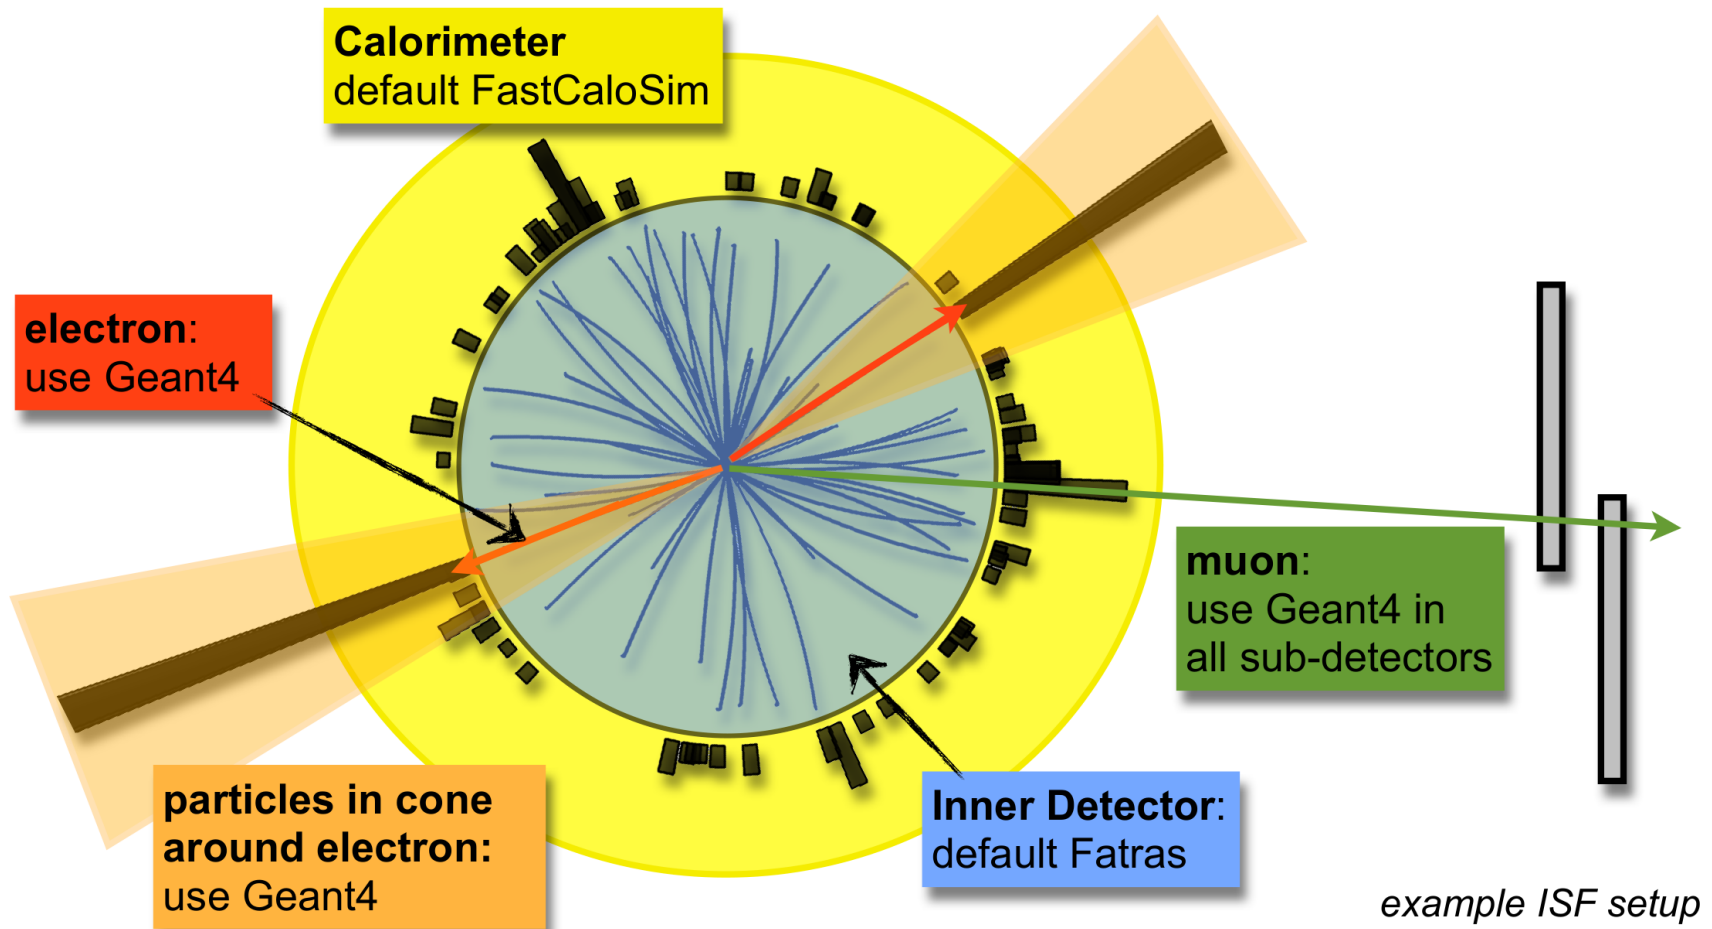 Calorimeter
default FastCaloSim
electron:
use Geant4
muon:
use Geant4 in
all sub-detectors
particles in cone
around electron:
use Geant4
Inner Detector:
default Fatras
example ISF setup